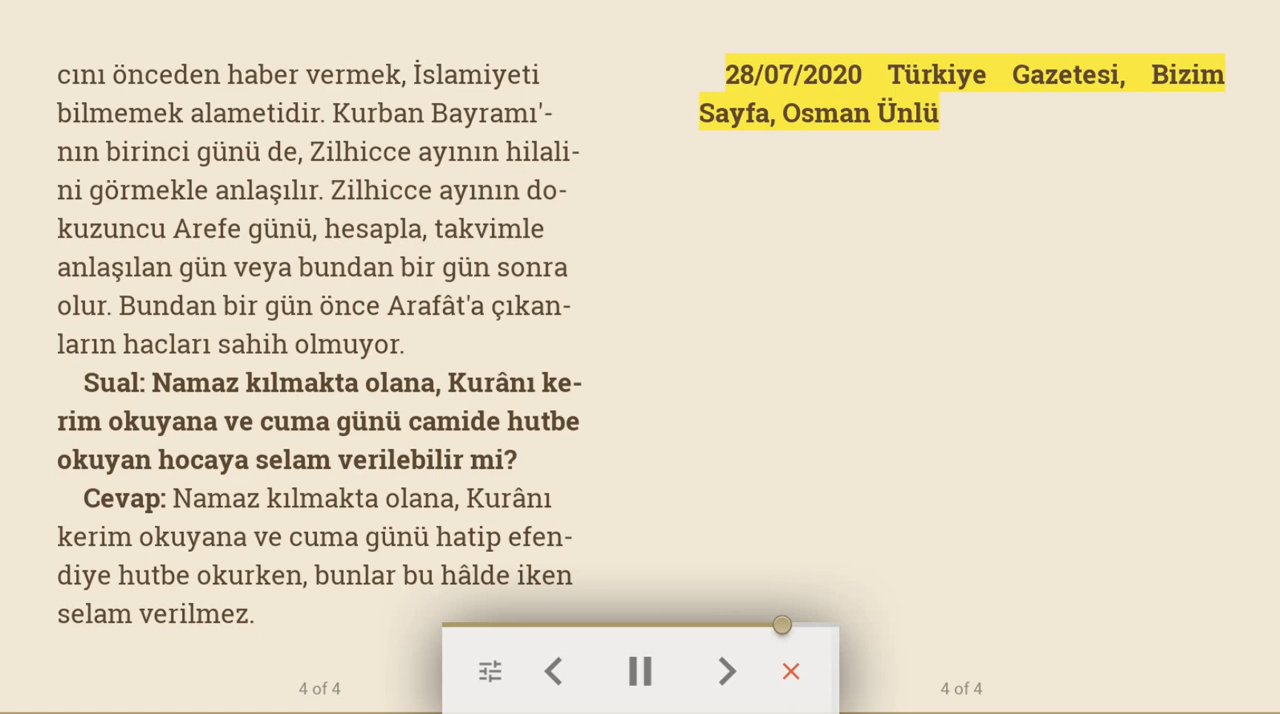 cını önceden haber vermek, İslamiyeti
bilmemek alametidir. Kurban Bayramı'-
nın birinci günü de, Zilhicce ayının hilali-
ni görmekle anlaşılır. Zilhicce ayının do-
kuzuncu Arefe günü, hesapla, takvimle
anlaşılan gün veya bundan bir gün sonra
olur. Bundan bir gün önce Arafât'a çıkan-
ların hacları sahih olmuyor.
Sual: Namaz kılmakta olana, Kurânı ke-
rim okuyana ve cuma günü camide hutbe
okuyan hocaya selam verilebilir mi?
Cevap: Namaz kılmakta olana, Kurânı
kerim okuyana ve cuma günü hatip efen-
diye hutbe okurken, bunlar bu hâlde iken
selam verilmez.
4 of 4
28/07/2020 Türkiye Gazetesi, Bizim
Sayfa, Osman Ünlü
4 of 4